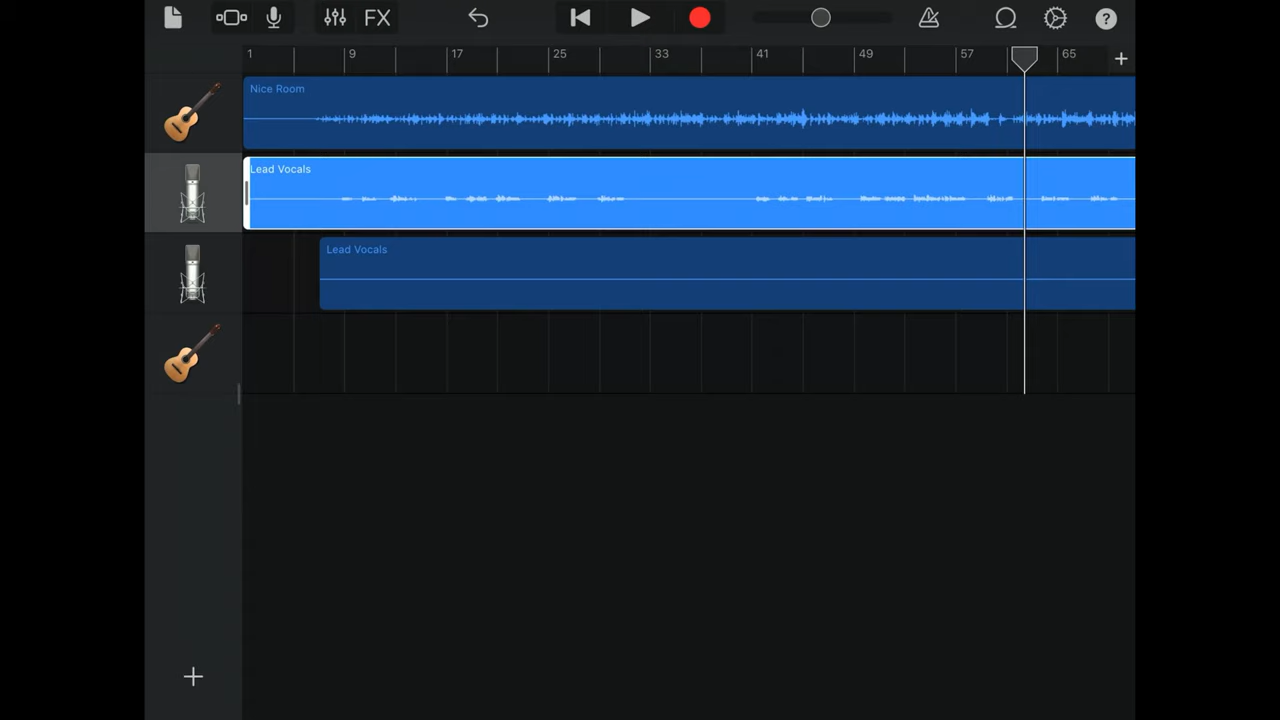 FX
?
1 9 17 25 33 41 49 57 65 +
Nice Room
Lead Vocals
Lead Vocals
+